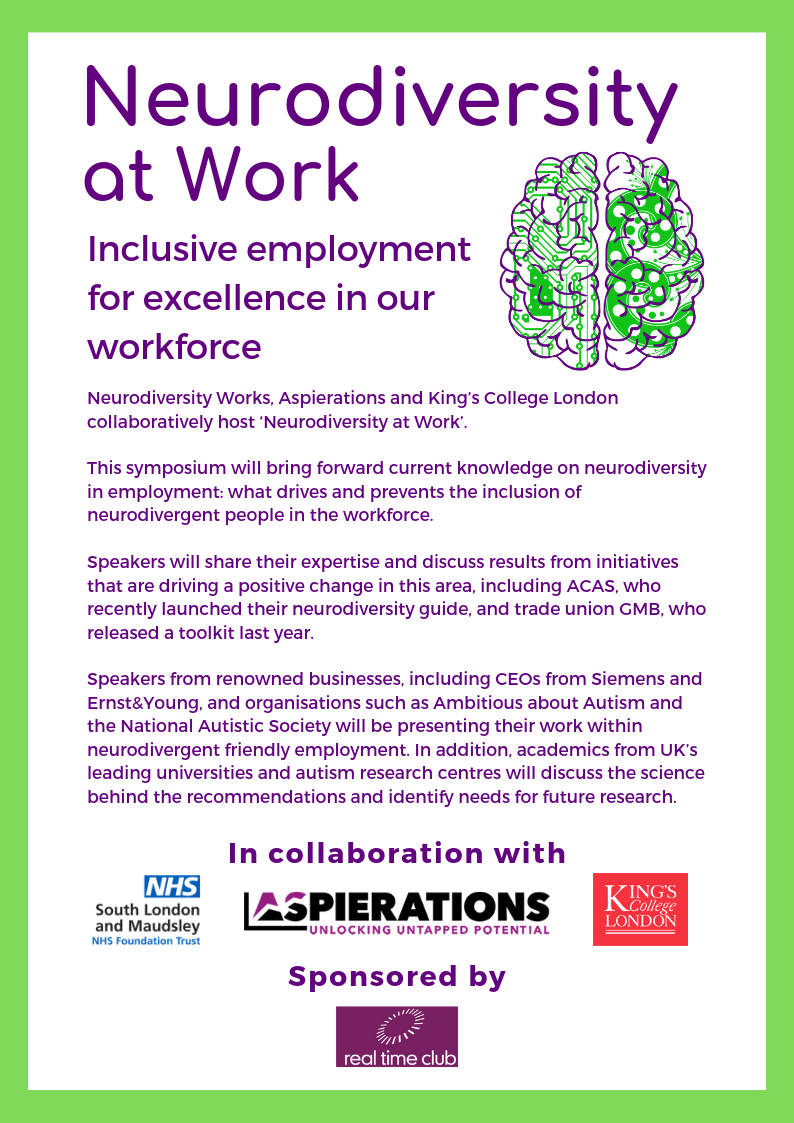 Neurodiversity
at Work
Inclusive employment
for excellence in our
workforce
Neurodiversity Works, Aspierations and King's College London
collaboratively host ‘Neurodiversity at Work’.
This symposium will bring forward current knowledge on neurodiversity
in employment: what drives and prevents the inclusion of
neurodivergent people in the workforce.
Speakers will share their expertise and discuss results from initiatives
that are driving a positive change in this area, including ACAS, who
recently launched their neurodiversity guide, and trade union GMB, who
released a toolkit last year.
Speakers from renowned businesses, including CEOs from Siemens and
Ernst&Young, and organisations such as Ambitious about Autism and
the National Autistic Society will be presenting their work within
neurodivergent friendly employment. In addition, academics from UK's
leading universities and autism research centres will discuss the science
behind the recommendations and identify needs for future research.
In collaboration with
NHS
South London
and Maudsley
NHS Foundation Trust
ASPIERATIONS
UNLOCKING UNTAPPED POTENTIAL
KING'S
College
LONDON
Sponsored by
real time club